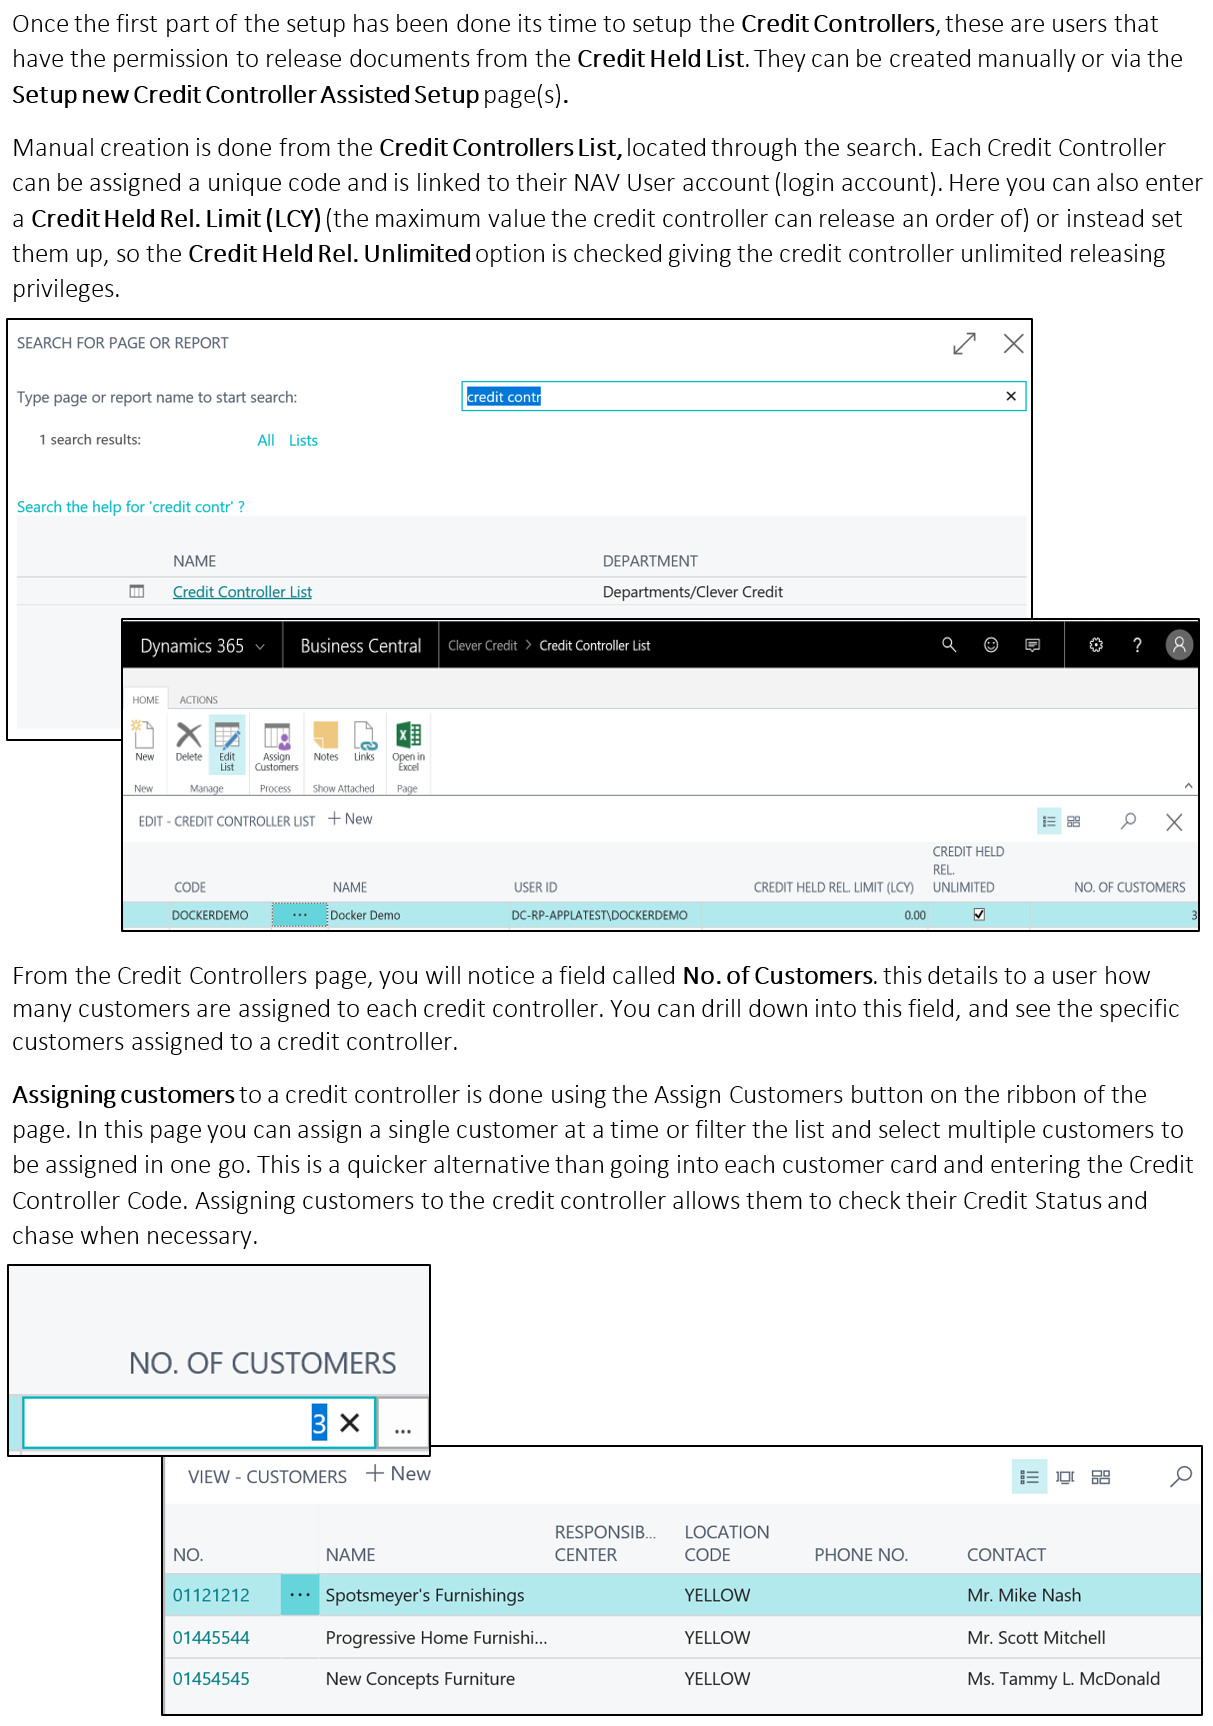 Once the first part of the setup has been done its time to setup the Credit Controllers, these are users that
have the permission to release documents from the Credit Held List. They can be created manually or via the
Setup new Credit Controller Assisted Setup page(s).
Manual creation is done from the Credit Controllers List, located through the search. Each Credit Controller
can be assigned a unique code and is linked to their NAV User account (login account). Here you can also enter
a Credit Held Rel. Limit (LCY) (the maximum value the credit controller can release an order of) or instead set
them up, so the Credit Held Rel. Unlimited option is checked giving the credit controller unlimited releasing
privileges.
SEARCH FOR PAGE OR REPORT
Type page or report name to start search: credit contr
1 search results: All Lists
Search the help for 'credit contr' ?
NAME DEPARTMENT
Credit Controller List Departments/Clever Credit
Dynamics 365 Business Central Clever Credit > Credit Controller List ?
HOME ACTIONS
New Delete Edit List Assign Customers Notes Links Open in Excel
New Manage Process Show Attached Page
EDIT - CREDIT CONTROLLER LIST + New
CODE NAME USER ID CREDIT HELD REL. LIMIT (LCY) CREDIT HELD REL. UNLIMITED NO. OF CUSTOMERS
DOCKERDEMO ... Docker Demo DC-RP-APPLATEST\DOCKERDEMO 0.00 3
From the Credit Controllers page, you will notice a field called No. of Customers. this details to a user how
many customers are assigned to each credit controller. You can drill down into this field, and see the specific
customers assigned to a credit controller.
Assigning customers to a credit controller is done using the Assign Customers button on the ribbon of the
page. In this page you can assign a single customer at a time or filter the list and select multiple customers to
be assigned in one go. This is a quicker alternative than going into each customer card and entering the Credit
Controller Code. Assigning customers to the credit controller allows them to check their Credit Status and
chase when necessary.
NO. OF CUSTOMERS
3 ...
VIEW - CUSTOMERS + New
NO. NAME RESPONSIB... CENTER LOCATION CODE PHONE NO. CONTACT
01121212 ... Spotsmeyer's Furnishings YELLOW Mr. Mike Nash
01445544 Progressive Home Furnishi... YELLOW Mr. Scott Mitchell
01454545 New Concepts Furniture YELLOW Ms. Tammy L. McDonald